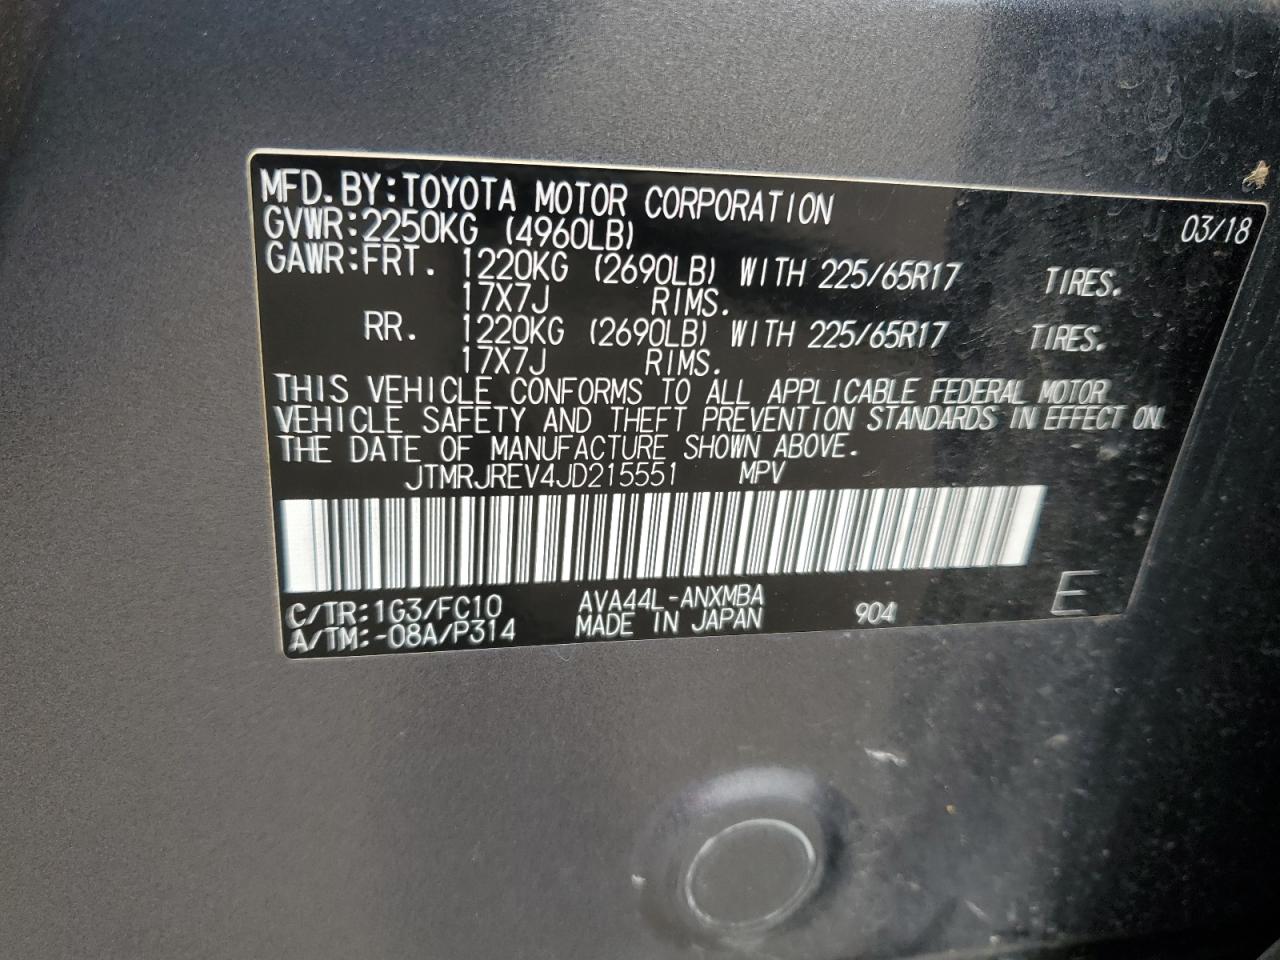 MFD.BY:TOYOTA MOTOR CORPORATION 03/18
GVWR:2250KG (4960LB)
GAWR:FRT. 1220KG (2690LB) WITH 225/65R17 TIRES.
17X7J RIMS.
RR. 1220KG (2690LB) WITH 225/65R17 TIRES.
17X7J RIMS.
THIS VEHICLE CONFORMS TO ALL APPLICABLE FEDERAL MOTOR
VEHICLE SAFETY AND THEFT PREVENTION STANDARDS IN EFFECT ON
THE DATE OF MANUFACTURE SHOWN ABOVE.
JTMRJREV4JD215551 MPV
C/TR:1G3/FC10 AVA44L-ANXMBA 904 E
A/TM:-08A/P314 MADE IN JAPAN